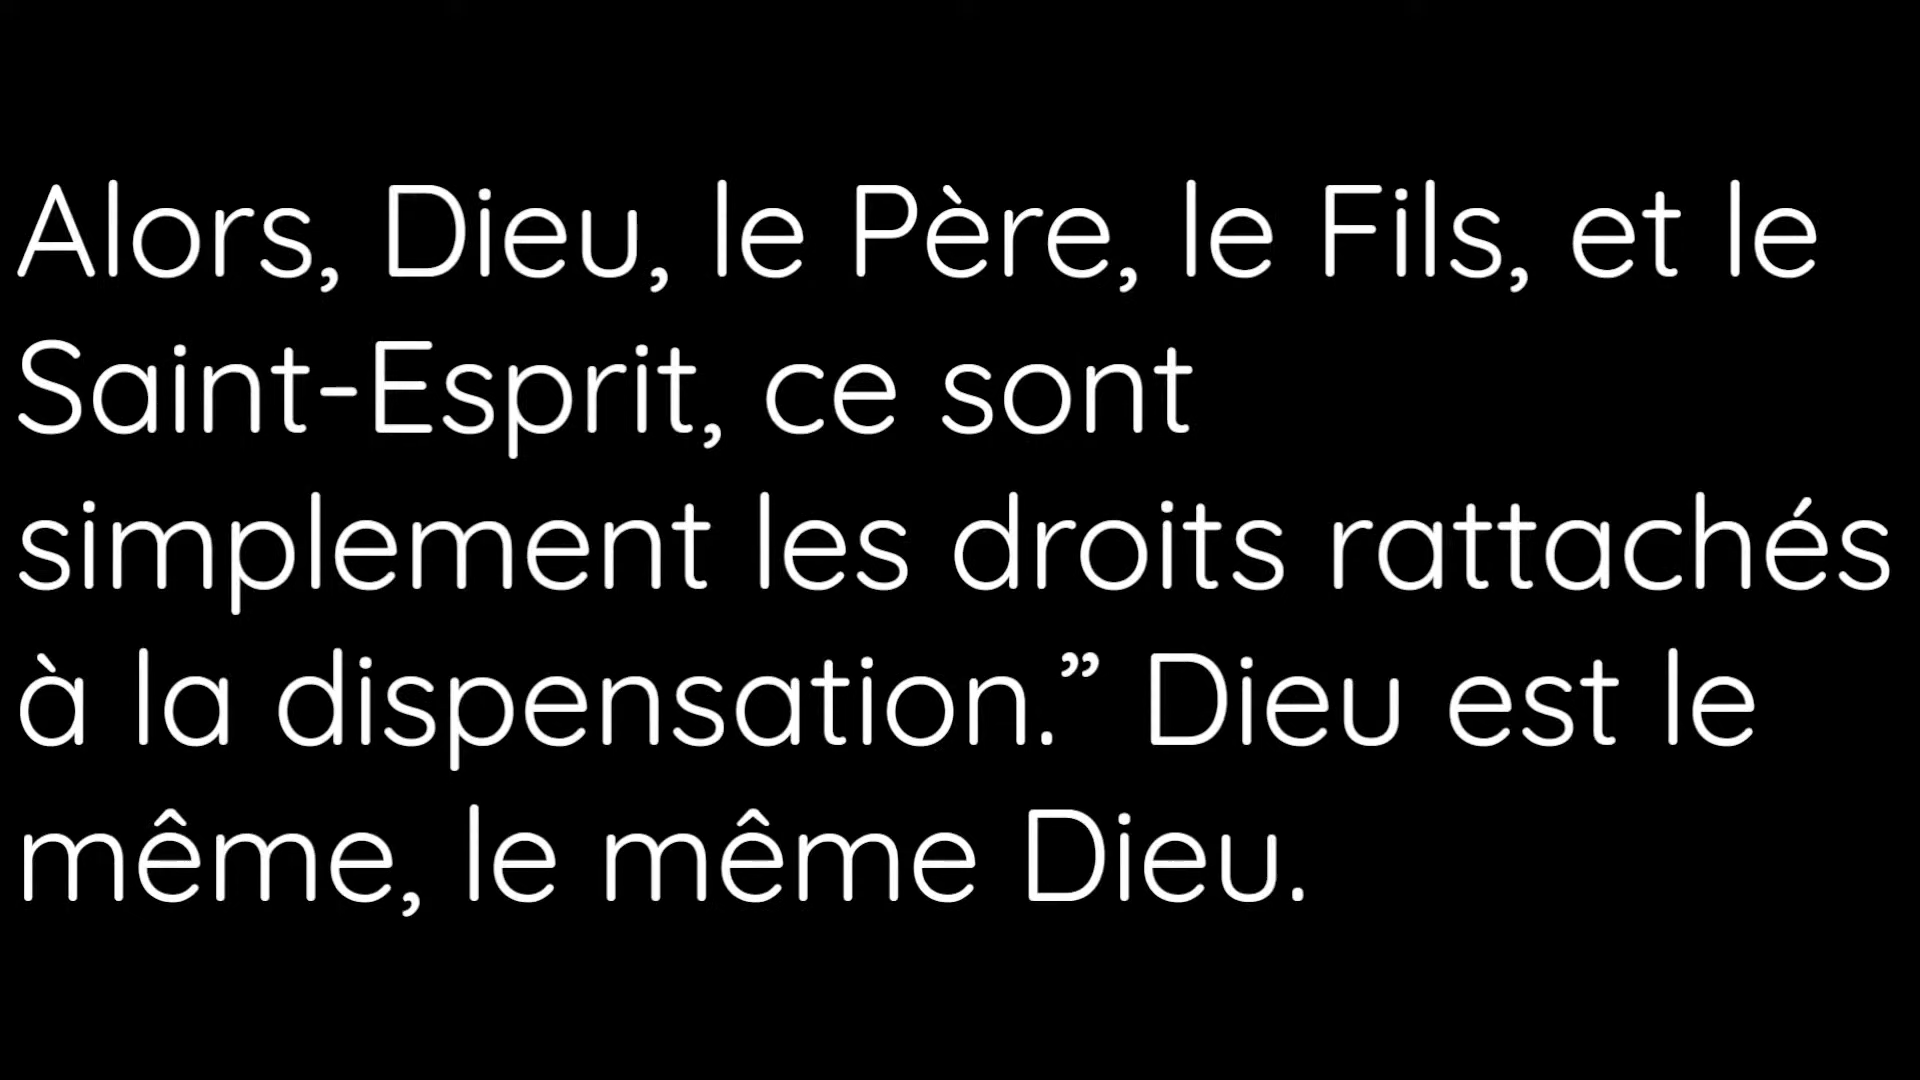 Alors, Dieu, le Père, le Fils, et le
Saint-Esprit, ce sont
simplement les droits rattachés
à la dispensation.” Dieu est le
même, le même Dieu.